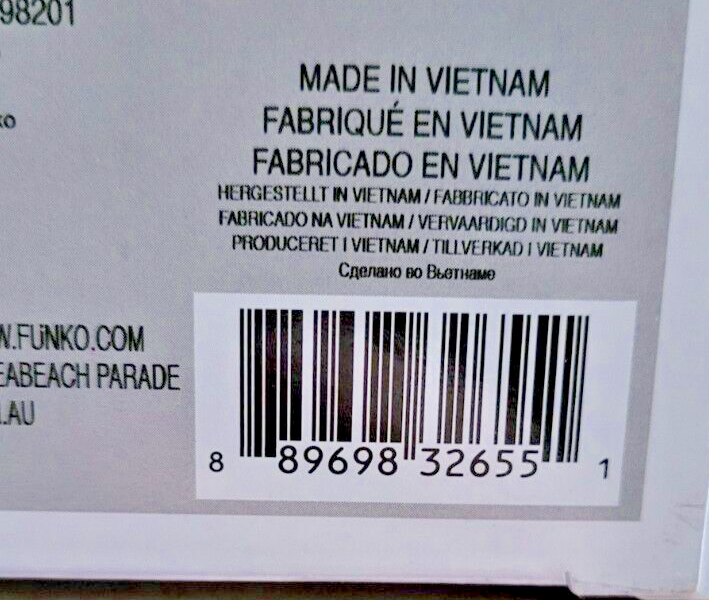 98201
MADE IN VIETNAM
FABRIQUÉ EN VIETNAM
FABRICADO EN VIETNAM
HERGESTELLT IN VIETNAM / FABBRICATO IN VIETNAM
FABRICADO NA VIETNAM / VERVAARDIGD IN VIETNAM
PRODUCERET I VIETNAM / TILLVERKAD I VIETNAM
Сделано во Вьетнаме
W.FUNKO.COM
EABEACH PARADE
.AU
8 89698 32655 1